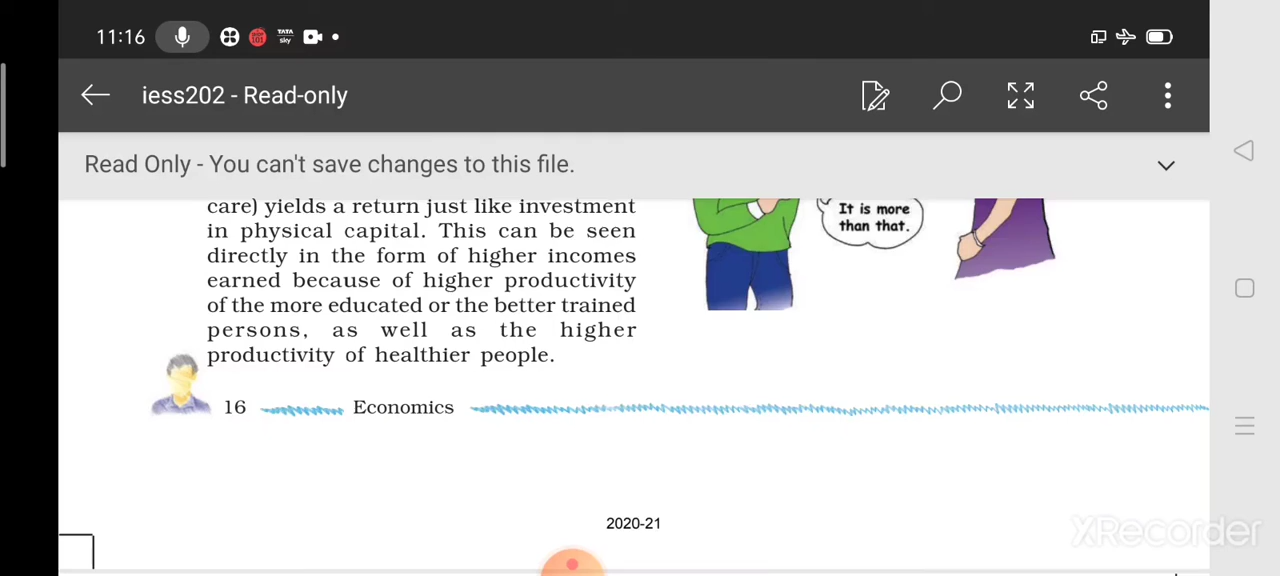 11:16
TATA
sky
iess202 - Read-only
Read Only - You can't save changes to this file.
care) yields a return just like investment
in physical capital. This can be seen
directly in the form of higher incomes
earned because of higher productivity
of the more educated or the better trained
persons, as well as the higher
productivity of healthier people.
It is more
than that.
16 Economics
2020-21
XRecorder